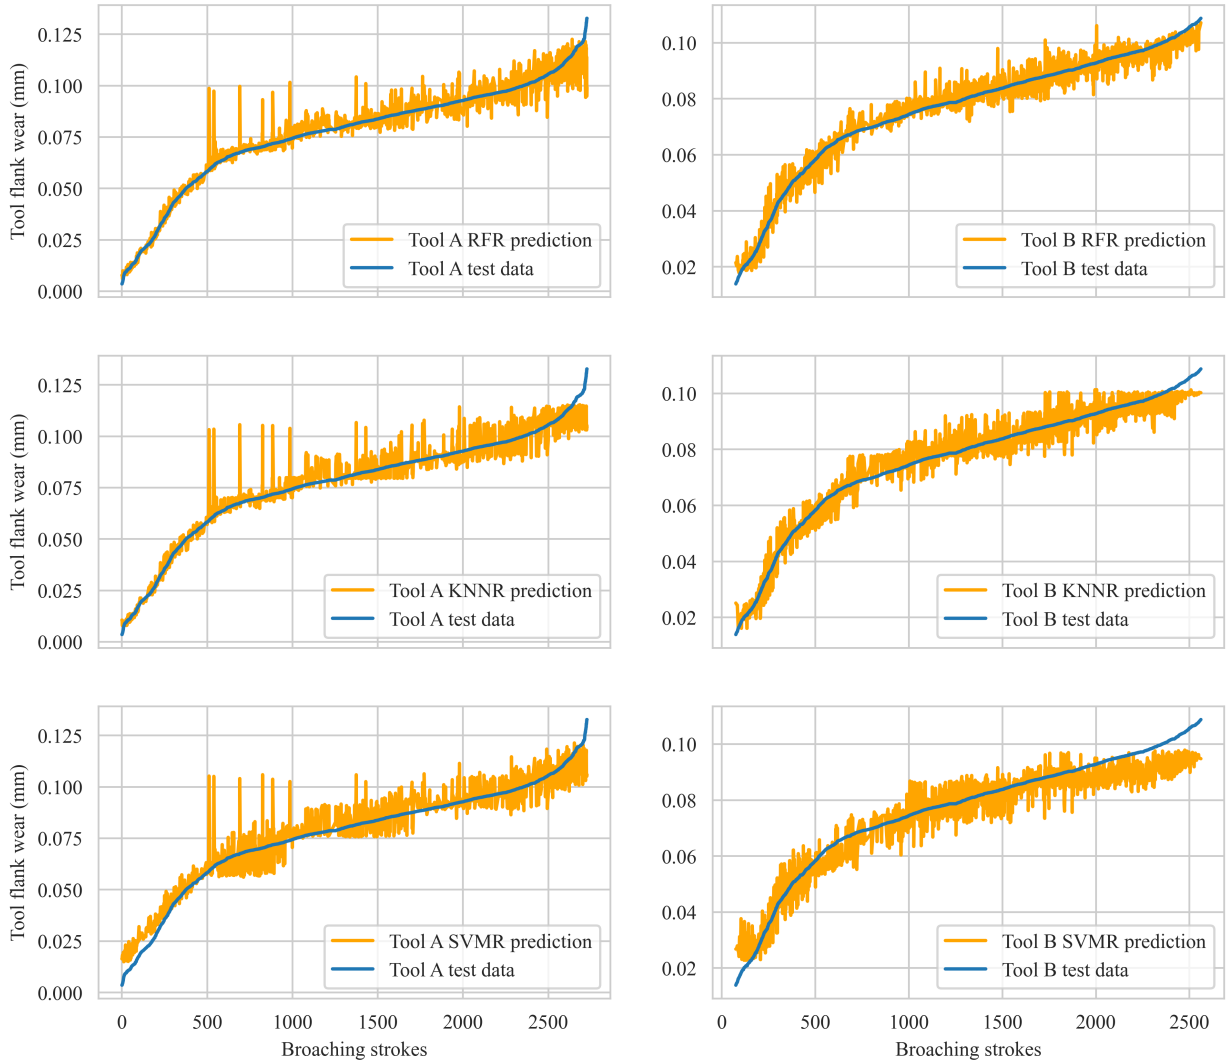 0.125
0.100
0.075
0.050
0.025
0.000
Tool flank wear (mm)
Tool A RFR prediction
Tool A test data
0.10
0.08
0.06
0.04
0.02
Tool B RFR prediction
Tool B test data
0.125
0.100
0.075
0.050
0.025
0.000
Tool flank wear (mm)
Tool A KNNR prediction
Tool A test data
0.10
0.08
0.06
0.04
0.02
Tool B KNNR prediction
Tool B test data
0.125
0.100
0.075
0.050
0.025
0.000
Tool flank wear (mm)
Tool A SVMR prediction
Tool A test data
0 500 1000 1500 2000 2500
Broaching strokes
0.10
0.08
0.06
0.04
0.02
Tool B SVMR prediction
Tool B test data
0 500 1000 1500 2000 2500
Broaching strokes